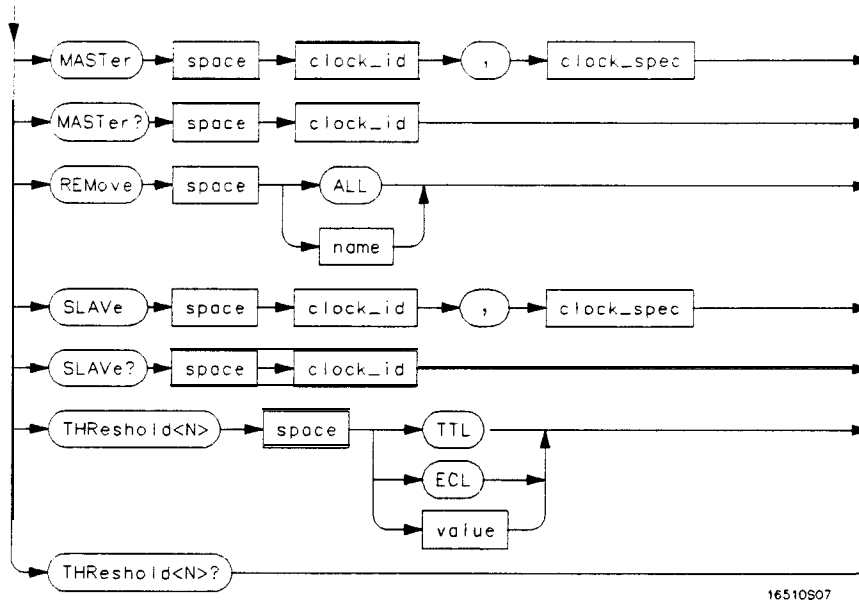 MASTer space clock_id , clock_spec
MASTer? space clock_id
REMove space ALL
name
SLAVe space clock_id , clock_spec
SLAVe? space clock_id
THReshold<N> space TTL
ECL
value
THReshold<N>?
16510S07